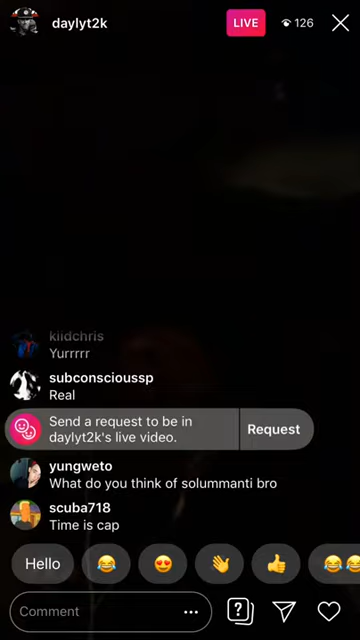 daylyt2k
LIVE
126
kiidchris
Yurrrrr
subconscioussp
Real
Send a request to be in
daylyt2k's live video.
Request
yungweto
What do you think of solummanti bro
scuba718
Time is cap
Hello 😂 😍 👋 👍 😂😂
Comment